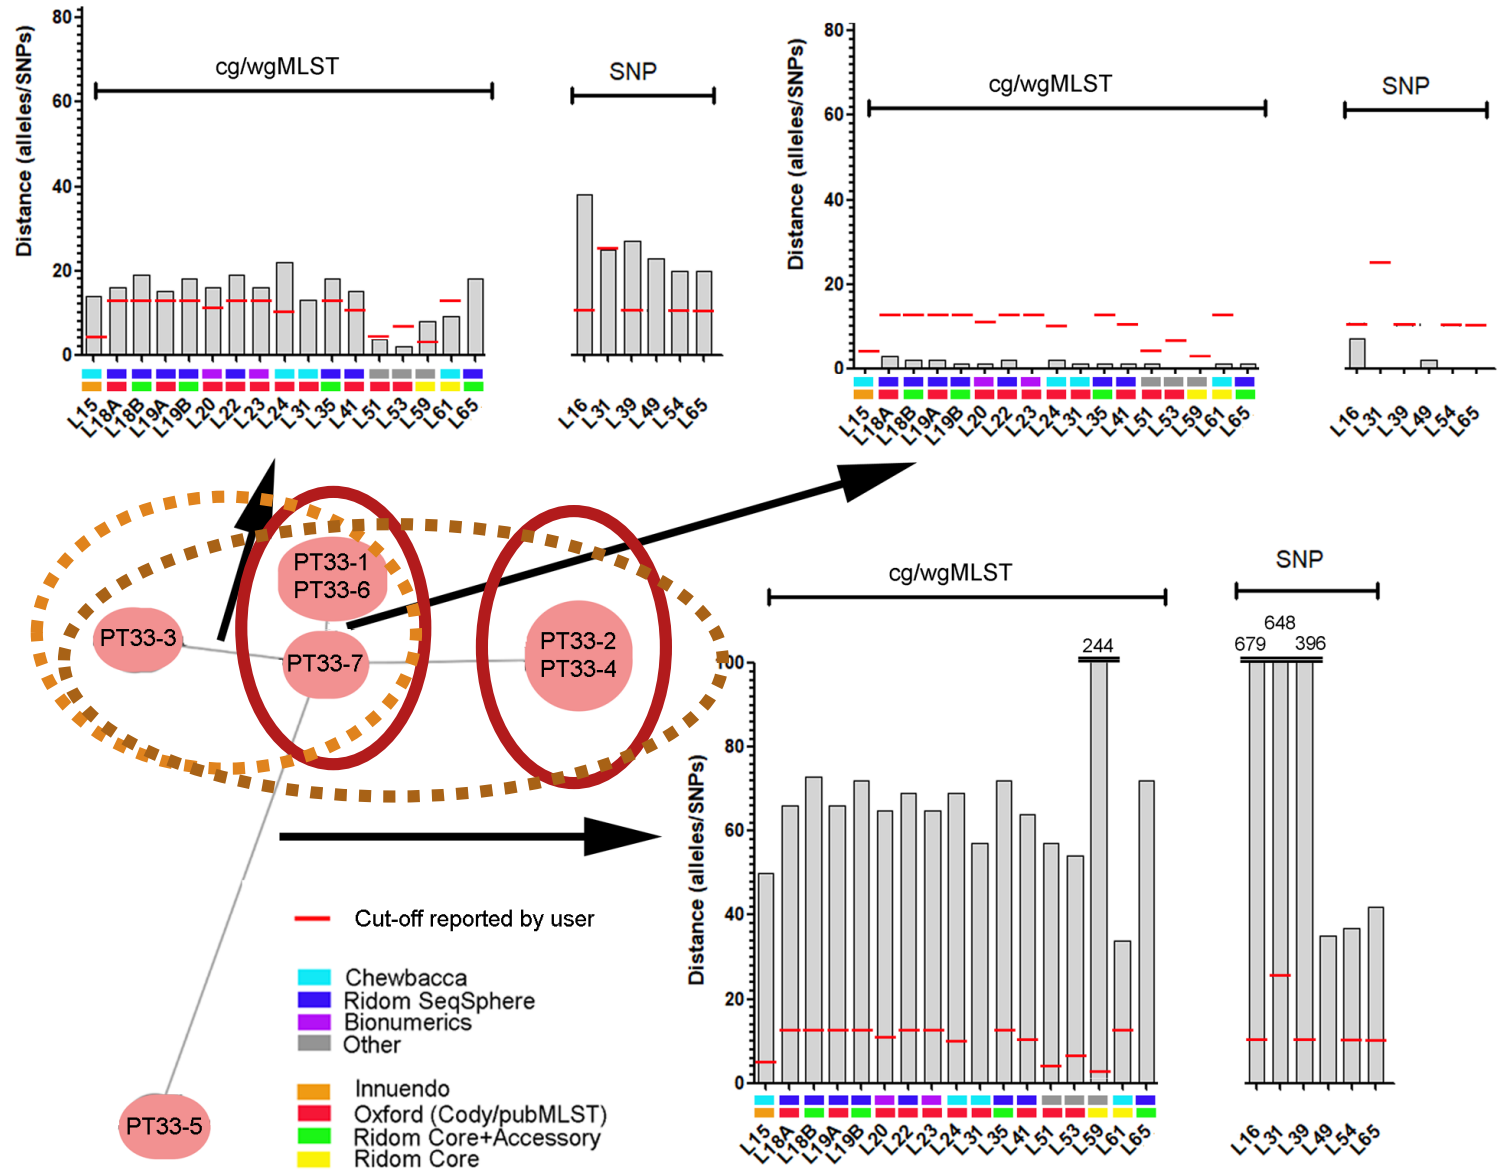 80
60
40
20
0
Distance (alleles/SNPs)
cg/wgMLST
SNP
L15
L18A
L18B
L19A
L19B
L20
L22
L23
L24
L31
L35
L41
L51
L53
L59
L61
L65
L16
L31
L39
L49
L54
L65
80
60
40
20
0
Distance (alleles/SNPs)
cg/wgMLST
SNP
L15
L18A
L18B
L19A
L19B
L20
L22
L23
L24
L31
L35
L41
L51
L53
L59
L61
L65
L16
L31
L39
L49
L54
L65
PT33-1
PT33-6
PT33-3
PT33-7
PT33-2
PT33-4
PT33-5
cg/wgMLST
SNP
244
679
648
396
100
80
60
40
20
0
Distance (alleles/SNPs)
L15
L18A
L18B
L19A
L19B
L20
L22
L23
L24
L31
L35
L41
L51
L53
L59
L61
L65
L16
L31
L39
L49
L54
L65
Cut-off reported by user
Chewbacca
Ridom SeqSphere
Bionumerics
Other
Innuendo
Oxford (Cody/pubMLST)
Ridom Core+Accessory
Ridom Core